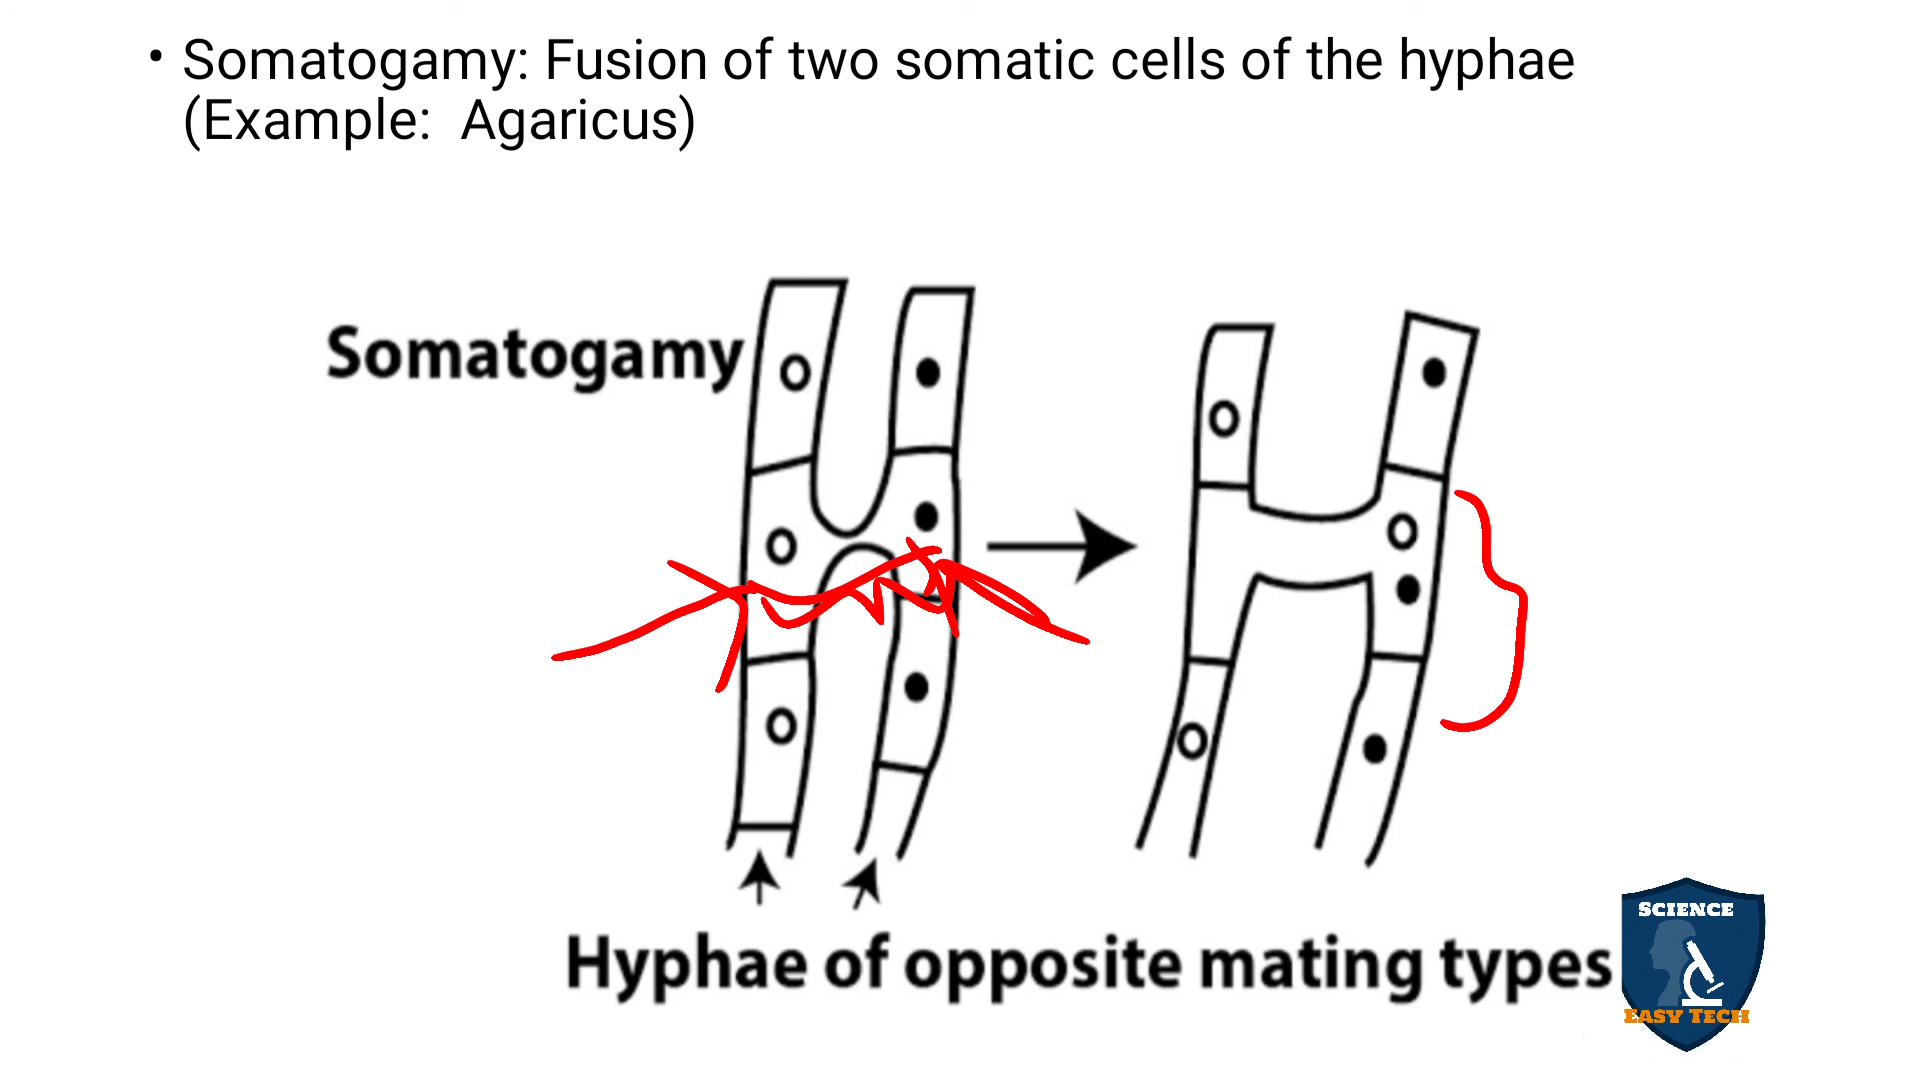 • Somatogamy: Fusion of two somatic cells of the hyphae
(Example:  Agaricus)
Somatogamy
Hyphae of opposite mating types
SCIENCE
EASY TECH